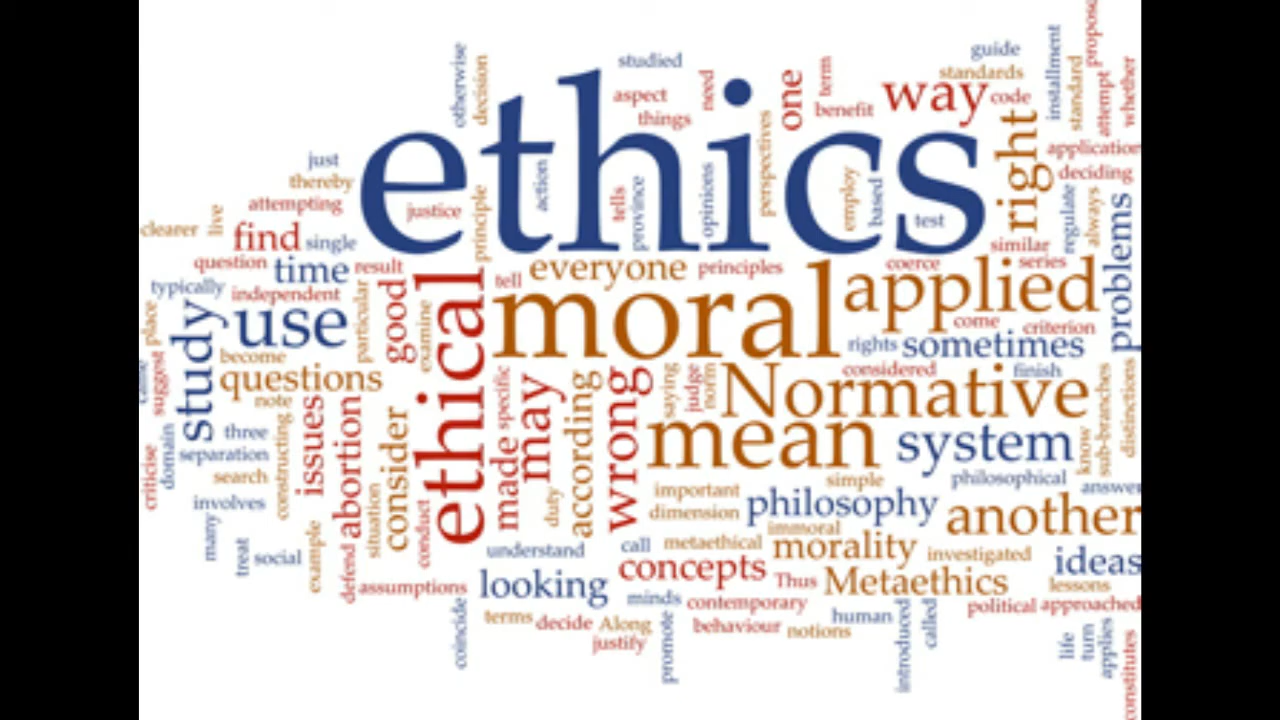 ethics
otherwise
decision
studied
aspect
things
need
one
term
benefit
way
guide
standards
code
installment
standard
attempt
whether
right
application
deciding
just
thereby
attempting
justice
principle
action
tells
province
opinions
perspectives
employ
based
test
regulate
always
problems
clearer
live
find
single
question
time
result
similar
series
coerce
everyone
principles
tell
typically
independent
particular
good
examine
ethical
moral
applied
place
study
use
come
criterion
rights
sometimes
become
questions
note
suggest
considered
finish
specific
may
according
wrong
saying
judge
norm
Normative
sub-branches
distinctions
know
issues
abortion
consider
made
mean
system
three
separation
domain
criticise
search
constructing
involves
simple
philosophical
answer
important
dimension
philosophy
another
duty
situation
conduct
many
treat
social
example
defend
assumptions
understand
call
metaethical
immoral
morality
investigated
ideas
looking
concepts
Thus
Metaethics
lessons
minds
contemporary
political
approached
coincide
terms
decide
Along
justify
promote
behaviour
notions
human
introduced
called
life
turn
applies
constitutes